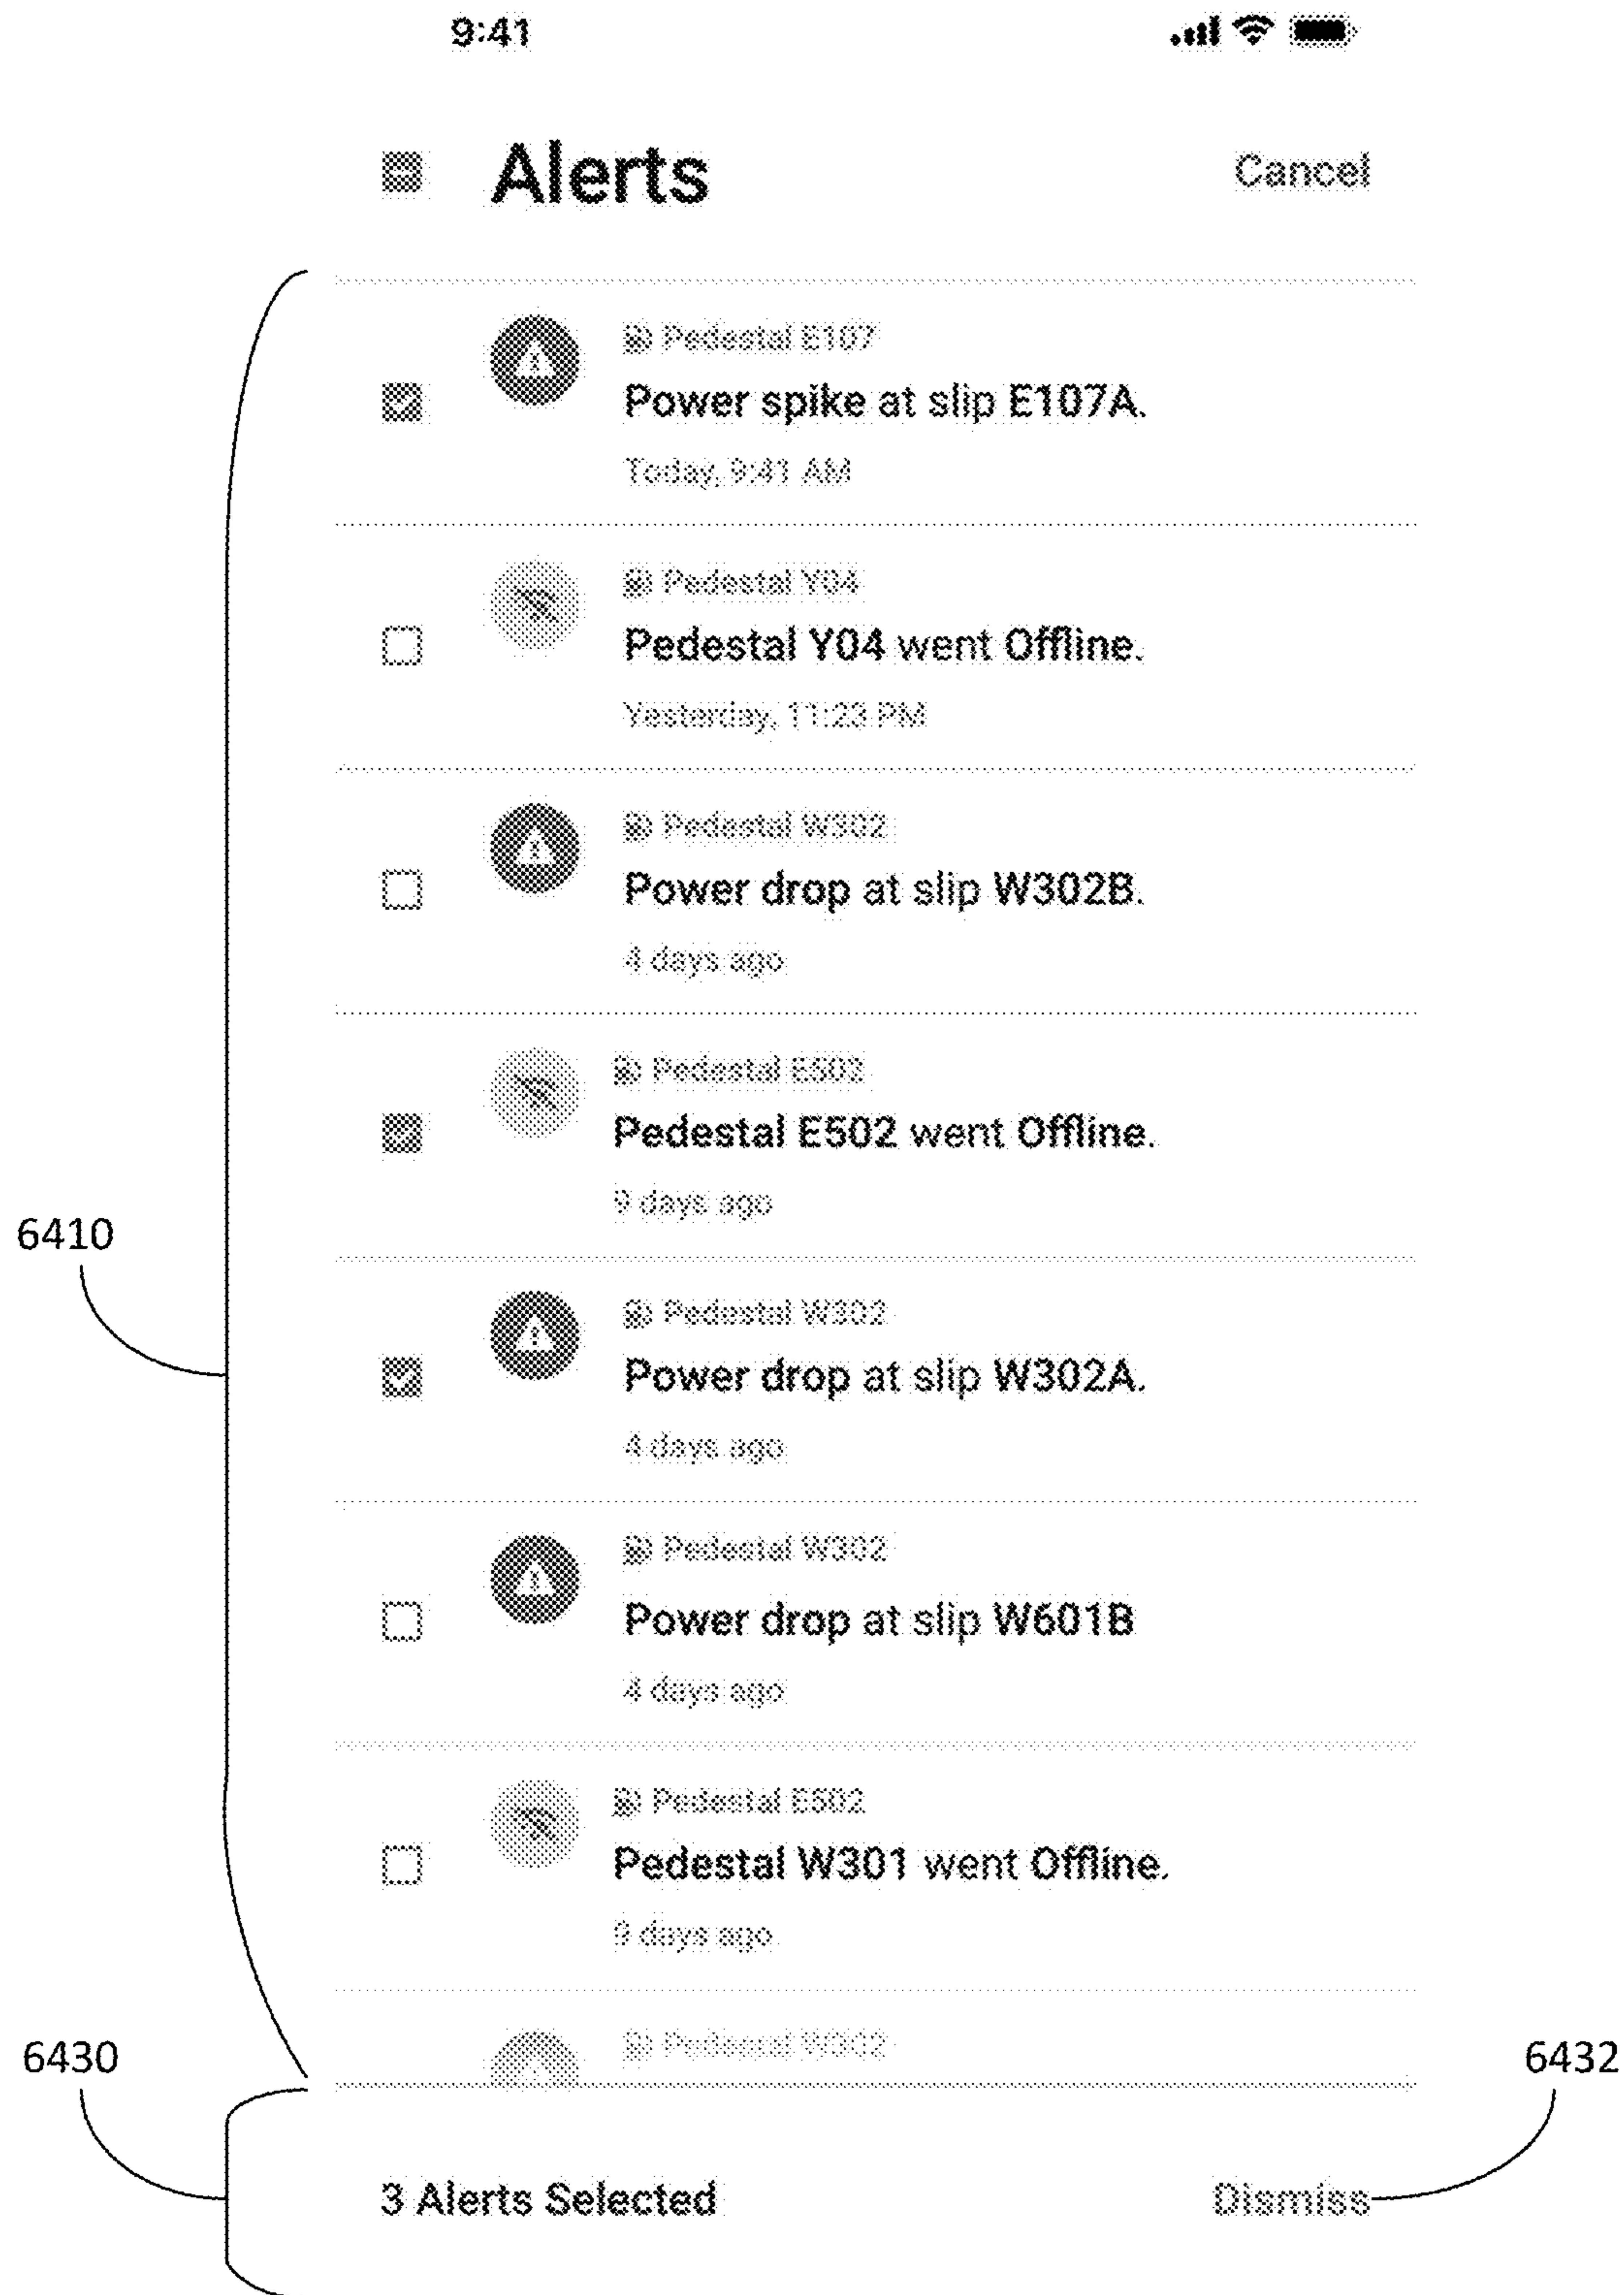 9:41
Alerts
Cancel
Pedestal E107
Power spike at slip E107A.
Today, 9:41 AM
Pedestal Y04
Pedestal Y04 went Offline.
Yesterday, 11:23 PM
Pedestal W302
Power drop at slip W302B.
4 days ago
Pedestal E502
Pedestal E502 went Offline.
9 days ago
6410
Pedestal W302
Power drop at slip W302A.
4 days ago
Pedestal W302
Power drop at slip W601B
4 days ago
Pedestal E502
Pedestal W301 went Offline.
9 days ago
Pedestal W302
6430
6432
3 Alerts Selected
Dismiss